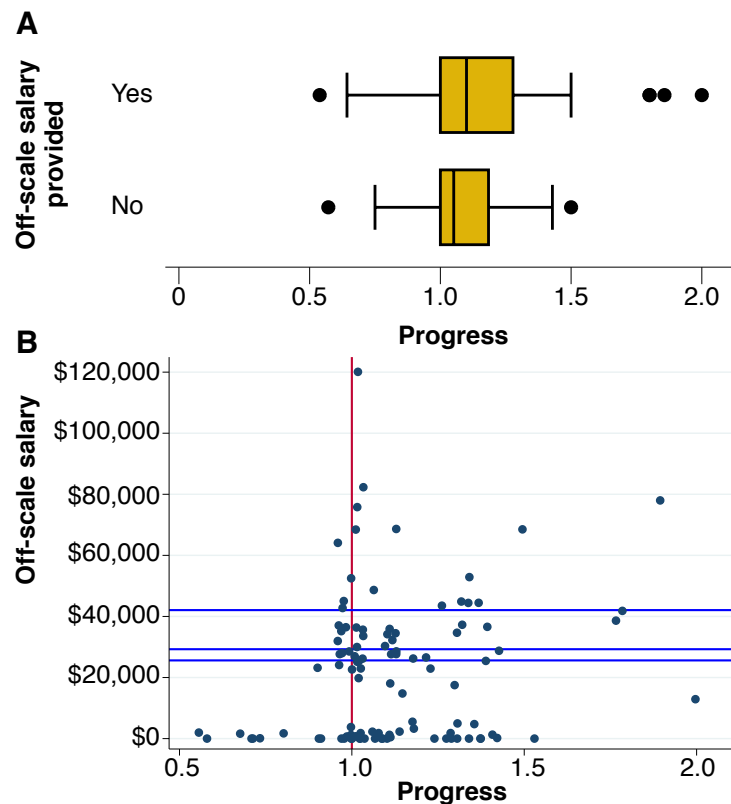 A
Off-scale salary
provided
Yes
No
0 0.5 1.0 1.5 2.0
Progress
B
Off-scale salary
$120,000
$100,000
$80,000
$60,000
$40,000
$20,000
$0
0.5 1.0 1.5 2.0
Progress